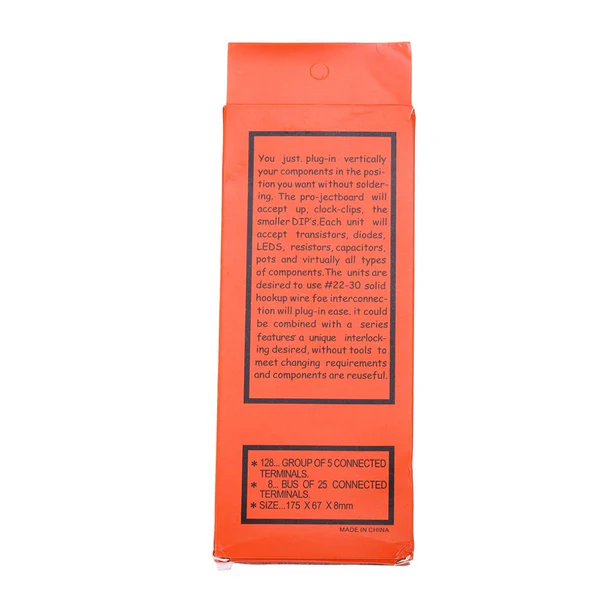 You just. plug-in vertically
your components in the posi-
tion you want without solder-
ing. The pro-jectboard will
accept up, clock-clips, the
smaller DIP's.Each unit will
accept transistors, diodes,
LEDS, resistors, capacitors,
pots and virtually all types
of components.The units are
desired to use #22-30 solid
hookup wire foe interconnec-
tion will plug-in ease. it could
be combined with a series
features a unique interlock-
ing desired, without tools to
meet changing requirements
and components are reuseful.
* 128... GROUP OF 5 CONNECTED
TERMINALS.
* 8... BUS OF 25 CONNECTED
TERMINALS.
* SIZE...175 X 67 X 8mm
MADE IN CHINA